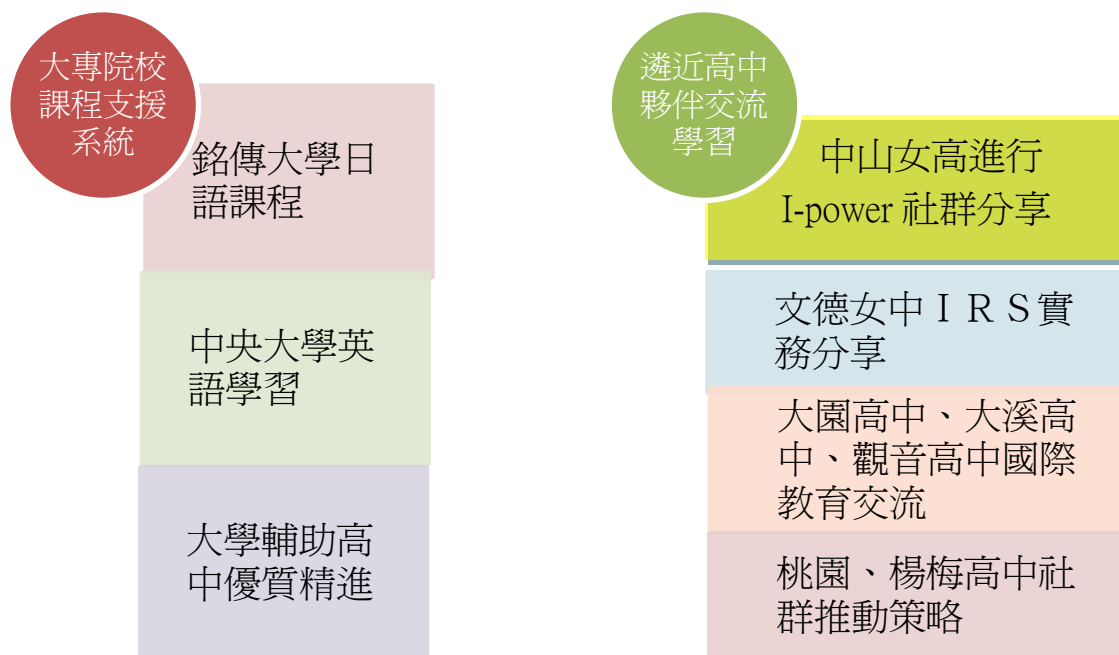 大專院校
課程支援
系統
銘傳大學日
語課程
中央大學英
語學習
大學輔助高
中優質精進
遴近高中
夥伴交流
學習
中山女高進行
I-power 社群分享
文德女中ＩＲＳ實
務分享
大園高中、大溪高
中、觀音高中國際
教育交流
桃園、楊梅高中社
群推動策略